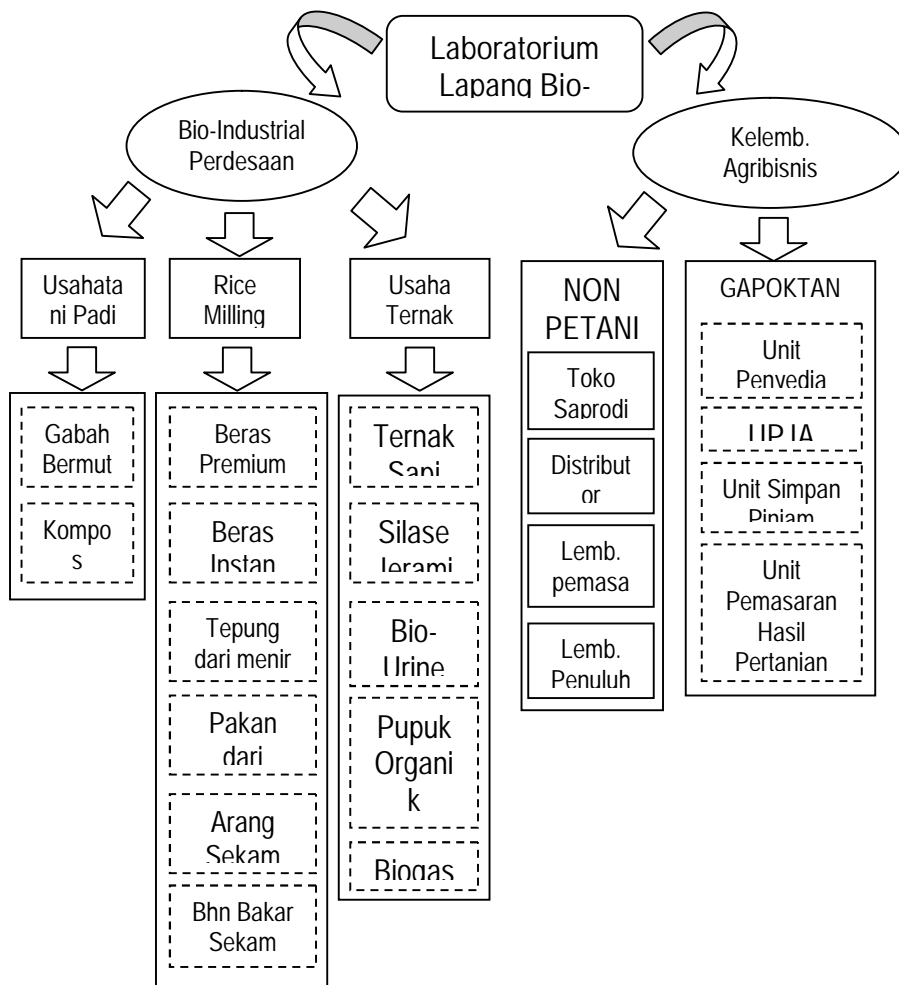 Laboratorium
Lapang Bio-
Bio-Industrial
Perdesaan
Kelemb.
Agribisnis
Usahata
ni Padi
Rice
Milling
Usaha
Ternak
NON
PETANI
GAPOKTAN
Gabah
Bermut
Kompo
s
Beras
Premium
Beras
Instan
Tepung
dari menir
Pakan
dari
Arang
Sekam
Bhn Bakar
Sekam
Ternak
Sapi
Silase
Jerami
Bio-
Urine
Pupuk
Organi
k
Biogas
Toko
Saprodi
Distribut
or
Lemb.
pemasa
Lemb.
Penuluh
Unit
Penyedia
UPJA
Unit Simpan
Pinjam
Unit
Pemasaran
Hasil
Pertanian